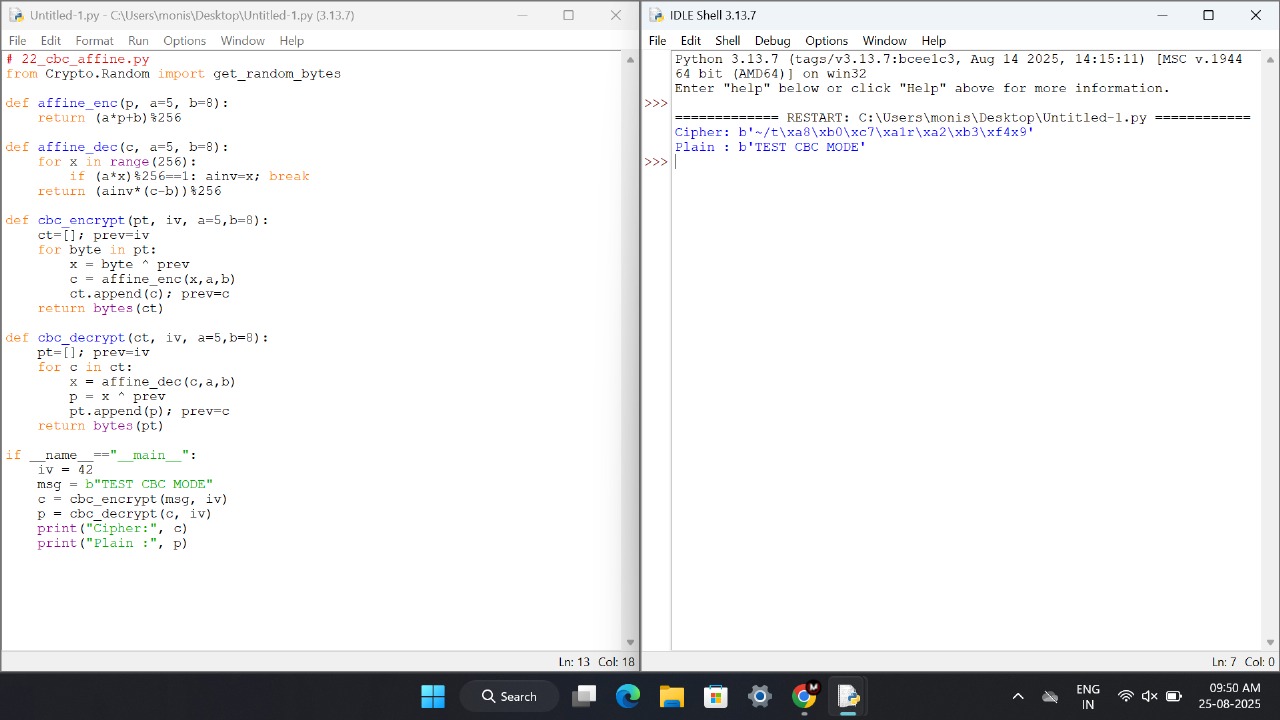 Untitled-1.py - C:\Users\monis\Desktop\Untitled-1.py (3.13.7)
File Edit Format Run Options Window Help
# 22_cbc_affine.py
from Crypto.Random import get_random_bytes

def affine_enc(p, a=5, b=8):
    return (a*p+b)%256

def affine_dec(c, a=5, b=8):
    for x in range(256):
        if (a*x)%256==1: ainv=x; break
    return (ainv*(c-b))%256

def cbc_encrypt(pt, iv, a=5,b=8):
    ct=[]; prev=iv
    for byte in pt:
        x = byte ^ prev
        c = affine_enc(x,a,b)
        ct.append(c); prev=c
    return bytes(ct)

def cbc_decrypt(ct, iv, a=5,b=8):
    pt=[]; prev=iv
    for c in ct:
        x = affine_dec(c,a,b)
        p = x ^ prev
        pt.append(p); prev=c
    return bytes(pt)

if __name__=="__main__":
    iv = 42
    msg = b"TEST CBC MODE"
    c = cbc_encrypt(msg, iv)
    p = cbc_decrypt(c, iv)
    print("Cipher:", c)
    print("Plain :", p)
Ln: 13 Col: 18
IDLE Shell 3.13.7
File Edit Shell Debug Options Window Help
Python 3.13.7 (tags/v3.13.7:bcee1c3, Aug 14 2025, 14:15:11) [MSC v.1944
64 bit (AMD64)] on win32
Enter "help" below or click "Help" above for more information.
>>>
============= RESTART: C:\Users\monis\Desktop\Untitled-1.py ============
Cipher: b'~/t\xa8\xb0\xc7\xa1r\xa2\xb3\xf4x9'
Plain : b'TEST CBC MODE'
>>>
Ln: 7 Col: 0
Search
M
ENG
IN
09:50 AM
25-08-2025